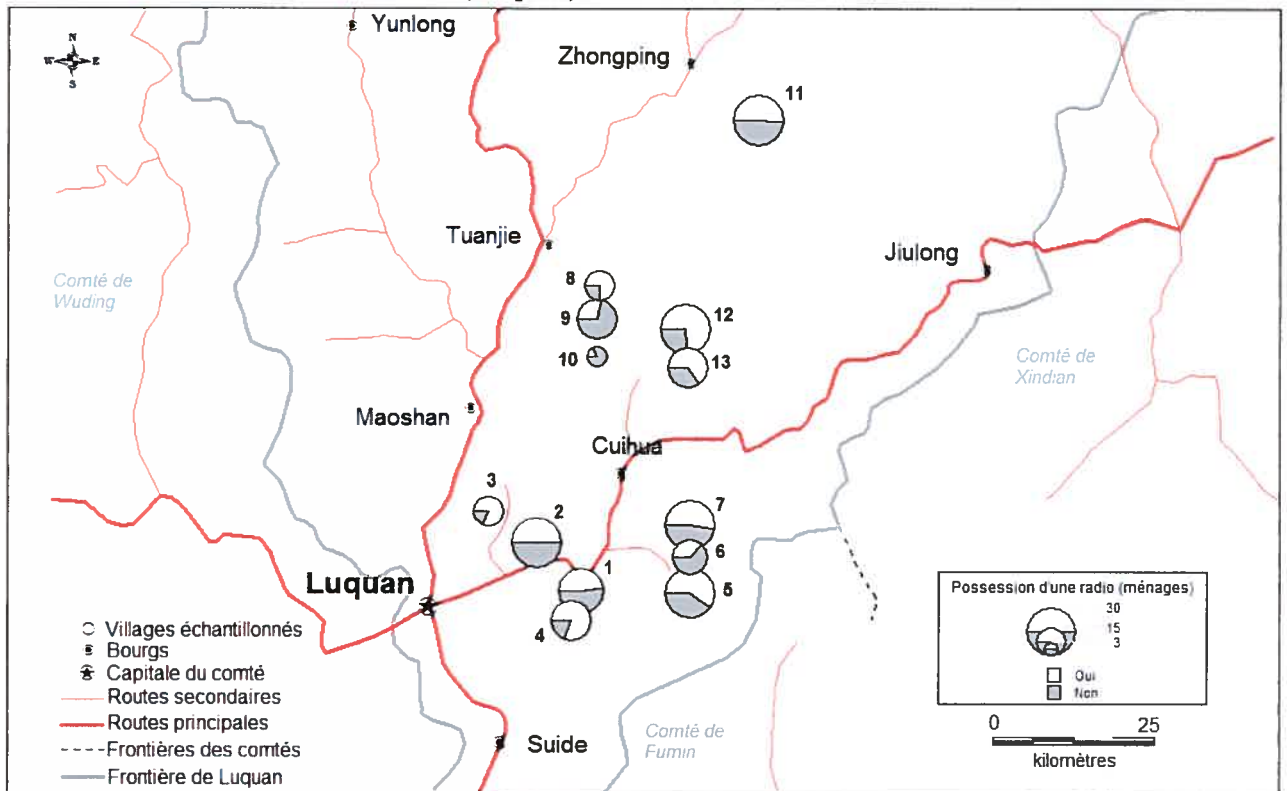 Yunlong
Zhongping
N
W E
S
11
Tuanjie
Jiulong
Comté de
Wuding
8
9
12
10
13
Comté de
Xindian
Maoshan
Cuihua
3
2
7
1
6
Luquan
5
4
Possession d'une radio (ménages)
30
15
3
Oui
Non
Villages échantillonnés
Bourgs
Capitale du comté
Routes secondaires
Routes principales
Frontières des comtés
Frontière de Luquan
Suide
Comté de
Fumin
0 25
kilomètres